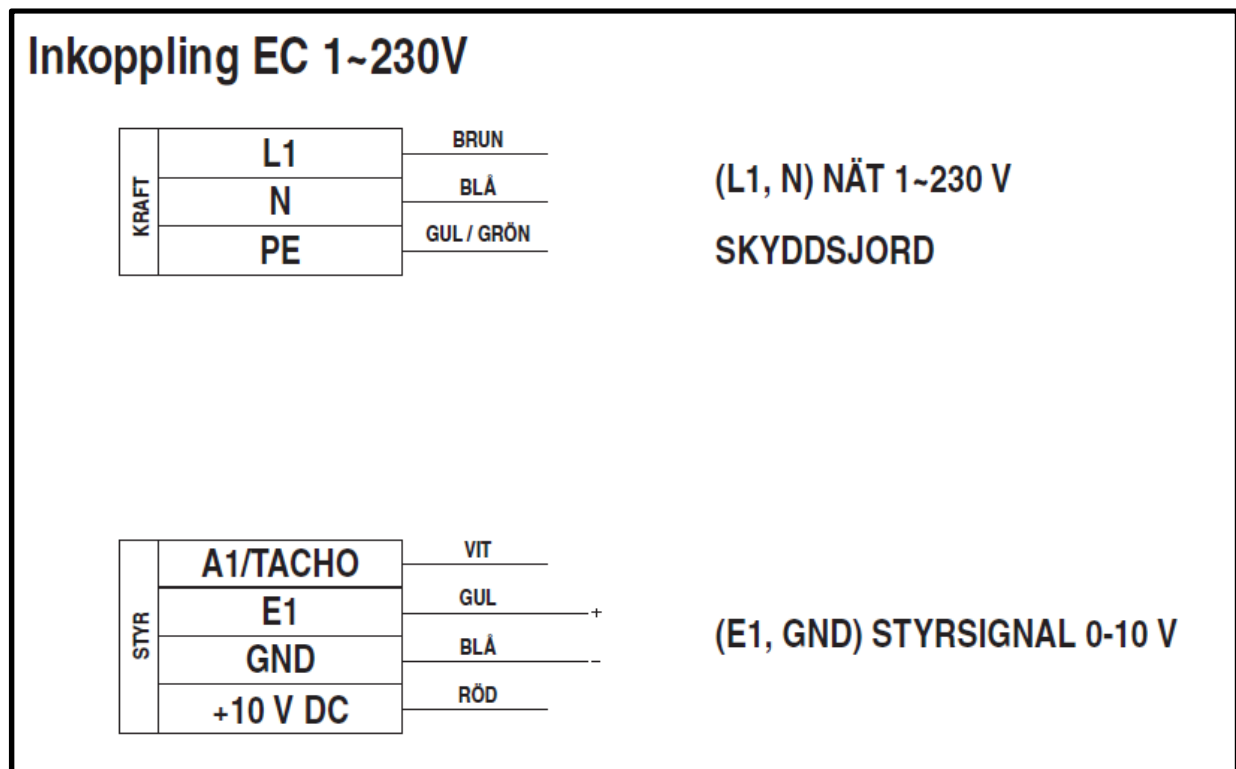 Inkoppling EC 1~230V
KRAFT
L1
BRUN
N
BLÅ
PE
GUL / GRÖN
(L1, N) NÄT 1~230 V
SKYDDSJORD
STYR
A1/TACHO
VIT
E1
GUL
+
GND
BLÅ
–
+10 V DC
RÖD
(E1, GND) STYRSIGNAL 0-10 V